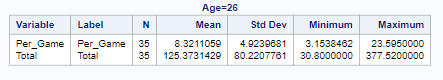 Age=26
Variable Label N Mean Std Dev Minimum Maximum
Per_Game Per_Game 35 8.3211059 4.9239681 3.1538462 23.5950000
Total Total 35 125.3731429 80.2207761 30.8000000 377.5200000